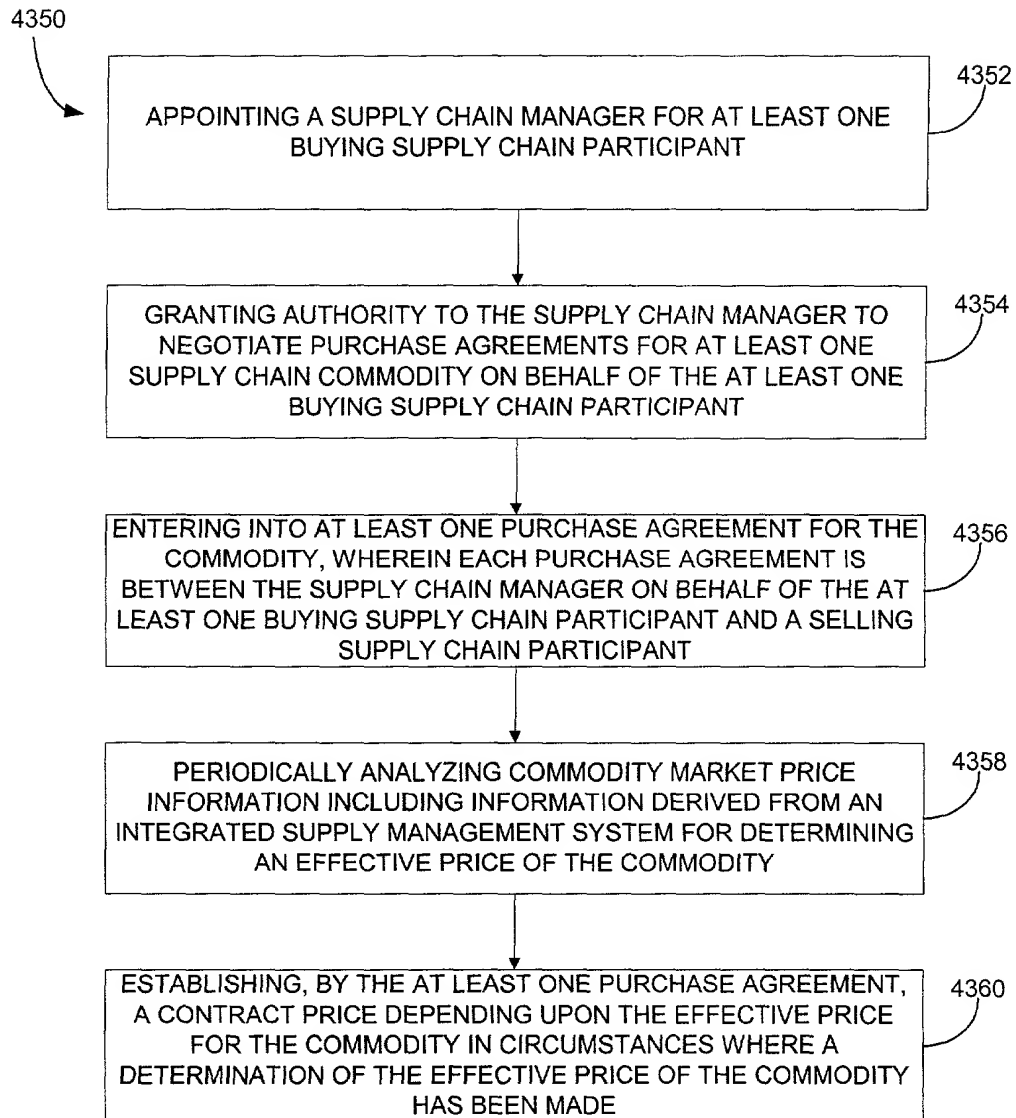 4350
4352
APPOINTING A SUPPLY CHAIN MANAGER FOR AT LEAST ONE
BUYING SUPPLY CHAIN PARTICIPANT
4354
GRANTING AUTHORITY TO THE SUPPLY CHAIN MANAGER TO
NEGOTIATE PURCHASE AGREEMENTS FOR AT LEAST ONE
SUPPLY CHAIN COMMODITY ON BEHALF OF THE AT LEAST ONE
BUYING SUPPLY CHAIN PARTICIPANT
4356
ENTERING INTO AT LEAST ONE PURCHASE AGREEMENT FOR THE
COMMODITY, WHEREIN EACH PURCHASE AGREEMENT IS
BETWEEN THE SUPPLY CHAIN MANAGER ON BEHALF OF THE AT
LEAST ONE BUYING SUPPLY CHAIN PARTICIPANT AND A SELLING
SUPPLY CHAIN PARTICIPANT
4358
PERIODICALLY ANALYZING COMMODITY MARKET PRICE
INFORMATION INCLUDING INFORMATION DERIVED FROM AN
INTEGRATED SUPPLY MANAGEMENT SYSTEM FOR DETERMINING
AN EFFECTIVE PRICE OF THE COMMODITY
4360
ESTABLISHING, BY THE AT LEAST ONE PURCHASE AGREEMENT,
A CONTRACT PRICE DEPENDING UPON THE EFFECTIVE PRICE
FOR THE COMMODITY IN CIRCUMSTANCES WHERE A
DETERMINATION OF THE EFFECTIVE PRICE OF THE COMMODITY
HAS BEEN MADE